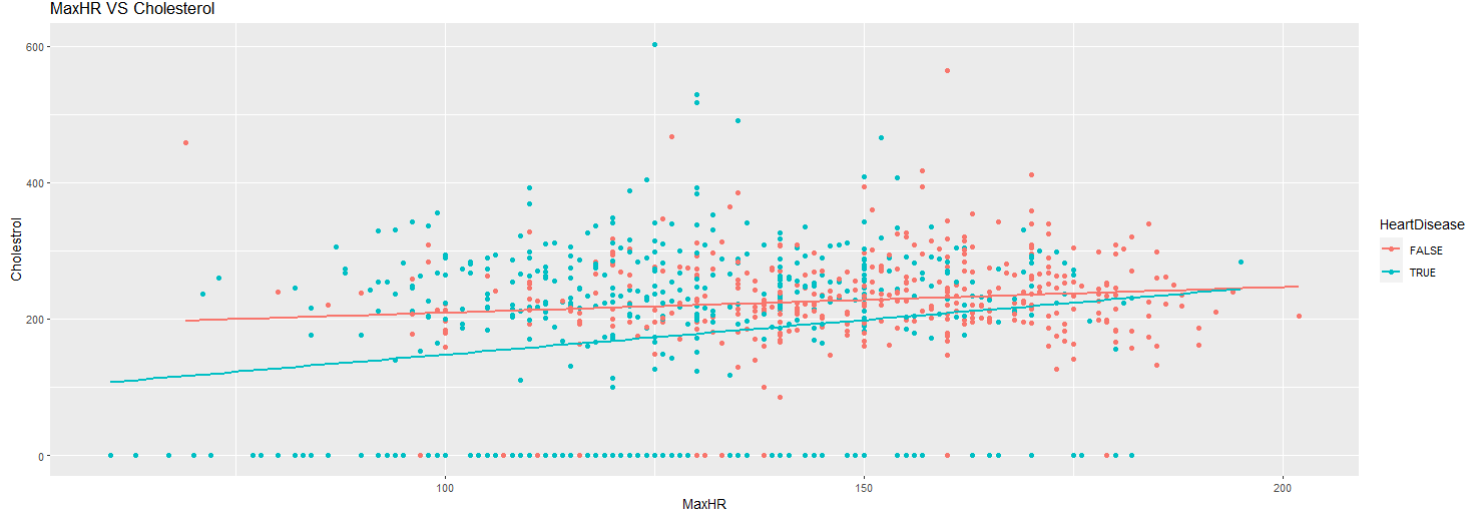 MaxHR VS Cholesterol
600
400
200
0
Cholestrol
100
150
200
MaxHR
HeartDisease
FALSE
TRUE